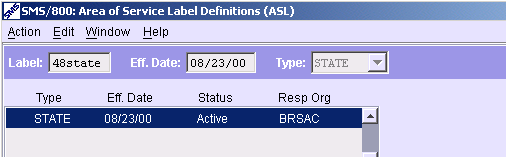 SMS/800: Area of Service Label Definitions (ASL)
Action Edit Window Help
Label: 48state Eff. Date: 08/23/00 Type: STATE
Type Eff. Date Status Resp Org
STATE 08/23/00 Active BRSAC